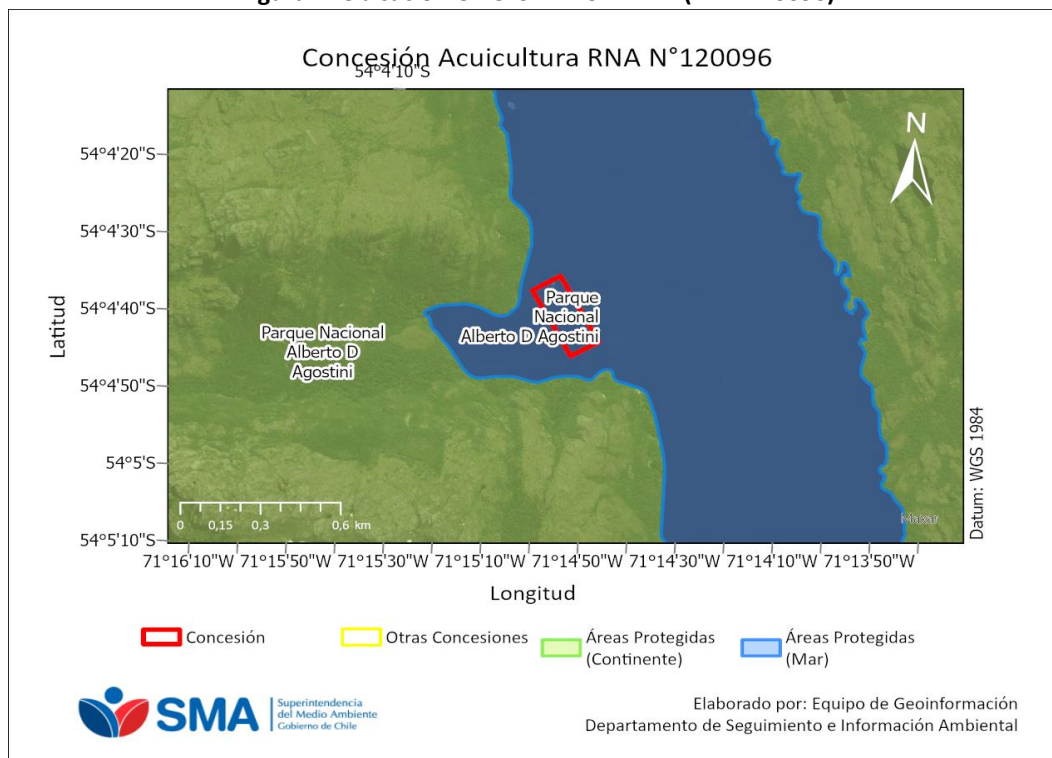 Concesión Acuicultura RNA N°120096
54°4'10"S
54°4'20"S
54°4'30"S
54°4'40"S
54°4'50"S
54°5'S
54°5'10"S
Latitud
N
Parque
Nacional
Alberto D Agostini
Parque Nacional
Alberto D
Agostini
Datum: WGS 1984
0 0,15 0,3 0,6 km
Maxar
71°16'10"W 71°15'50"W 71°15'30"W 71°15'10"W 71°14'50"W 71°14'30"W 71°14'10"W 71°13'50"W
Longitud
Concesión
Otras Concesiones
Áreas Protegidas
(Continente)
Áreas Protegidas
(Mar)
SMA
Superintendencia
del Medio Ambiente
Gobierno de Chile
Elaborado por: Equipo de Geoinformación
Departamento de Seguimiento e Información Ambiental